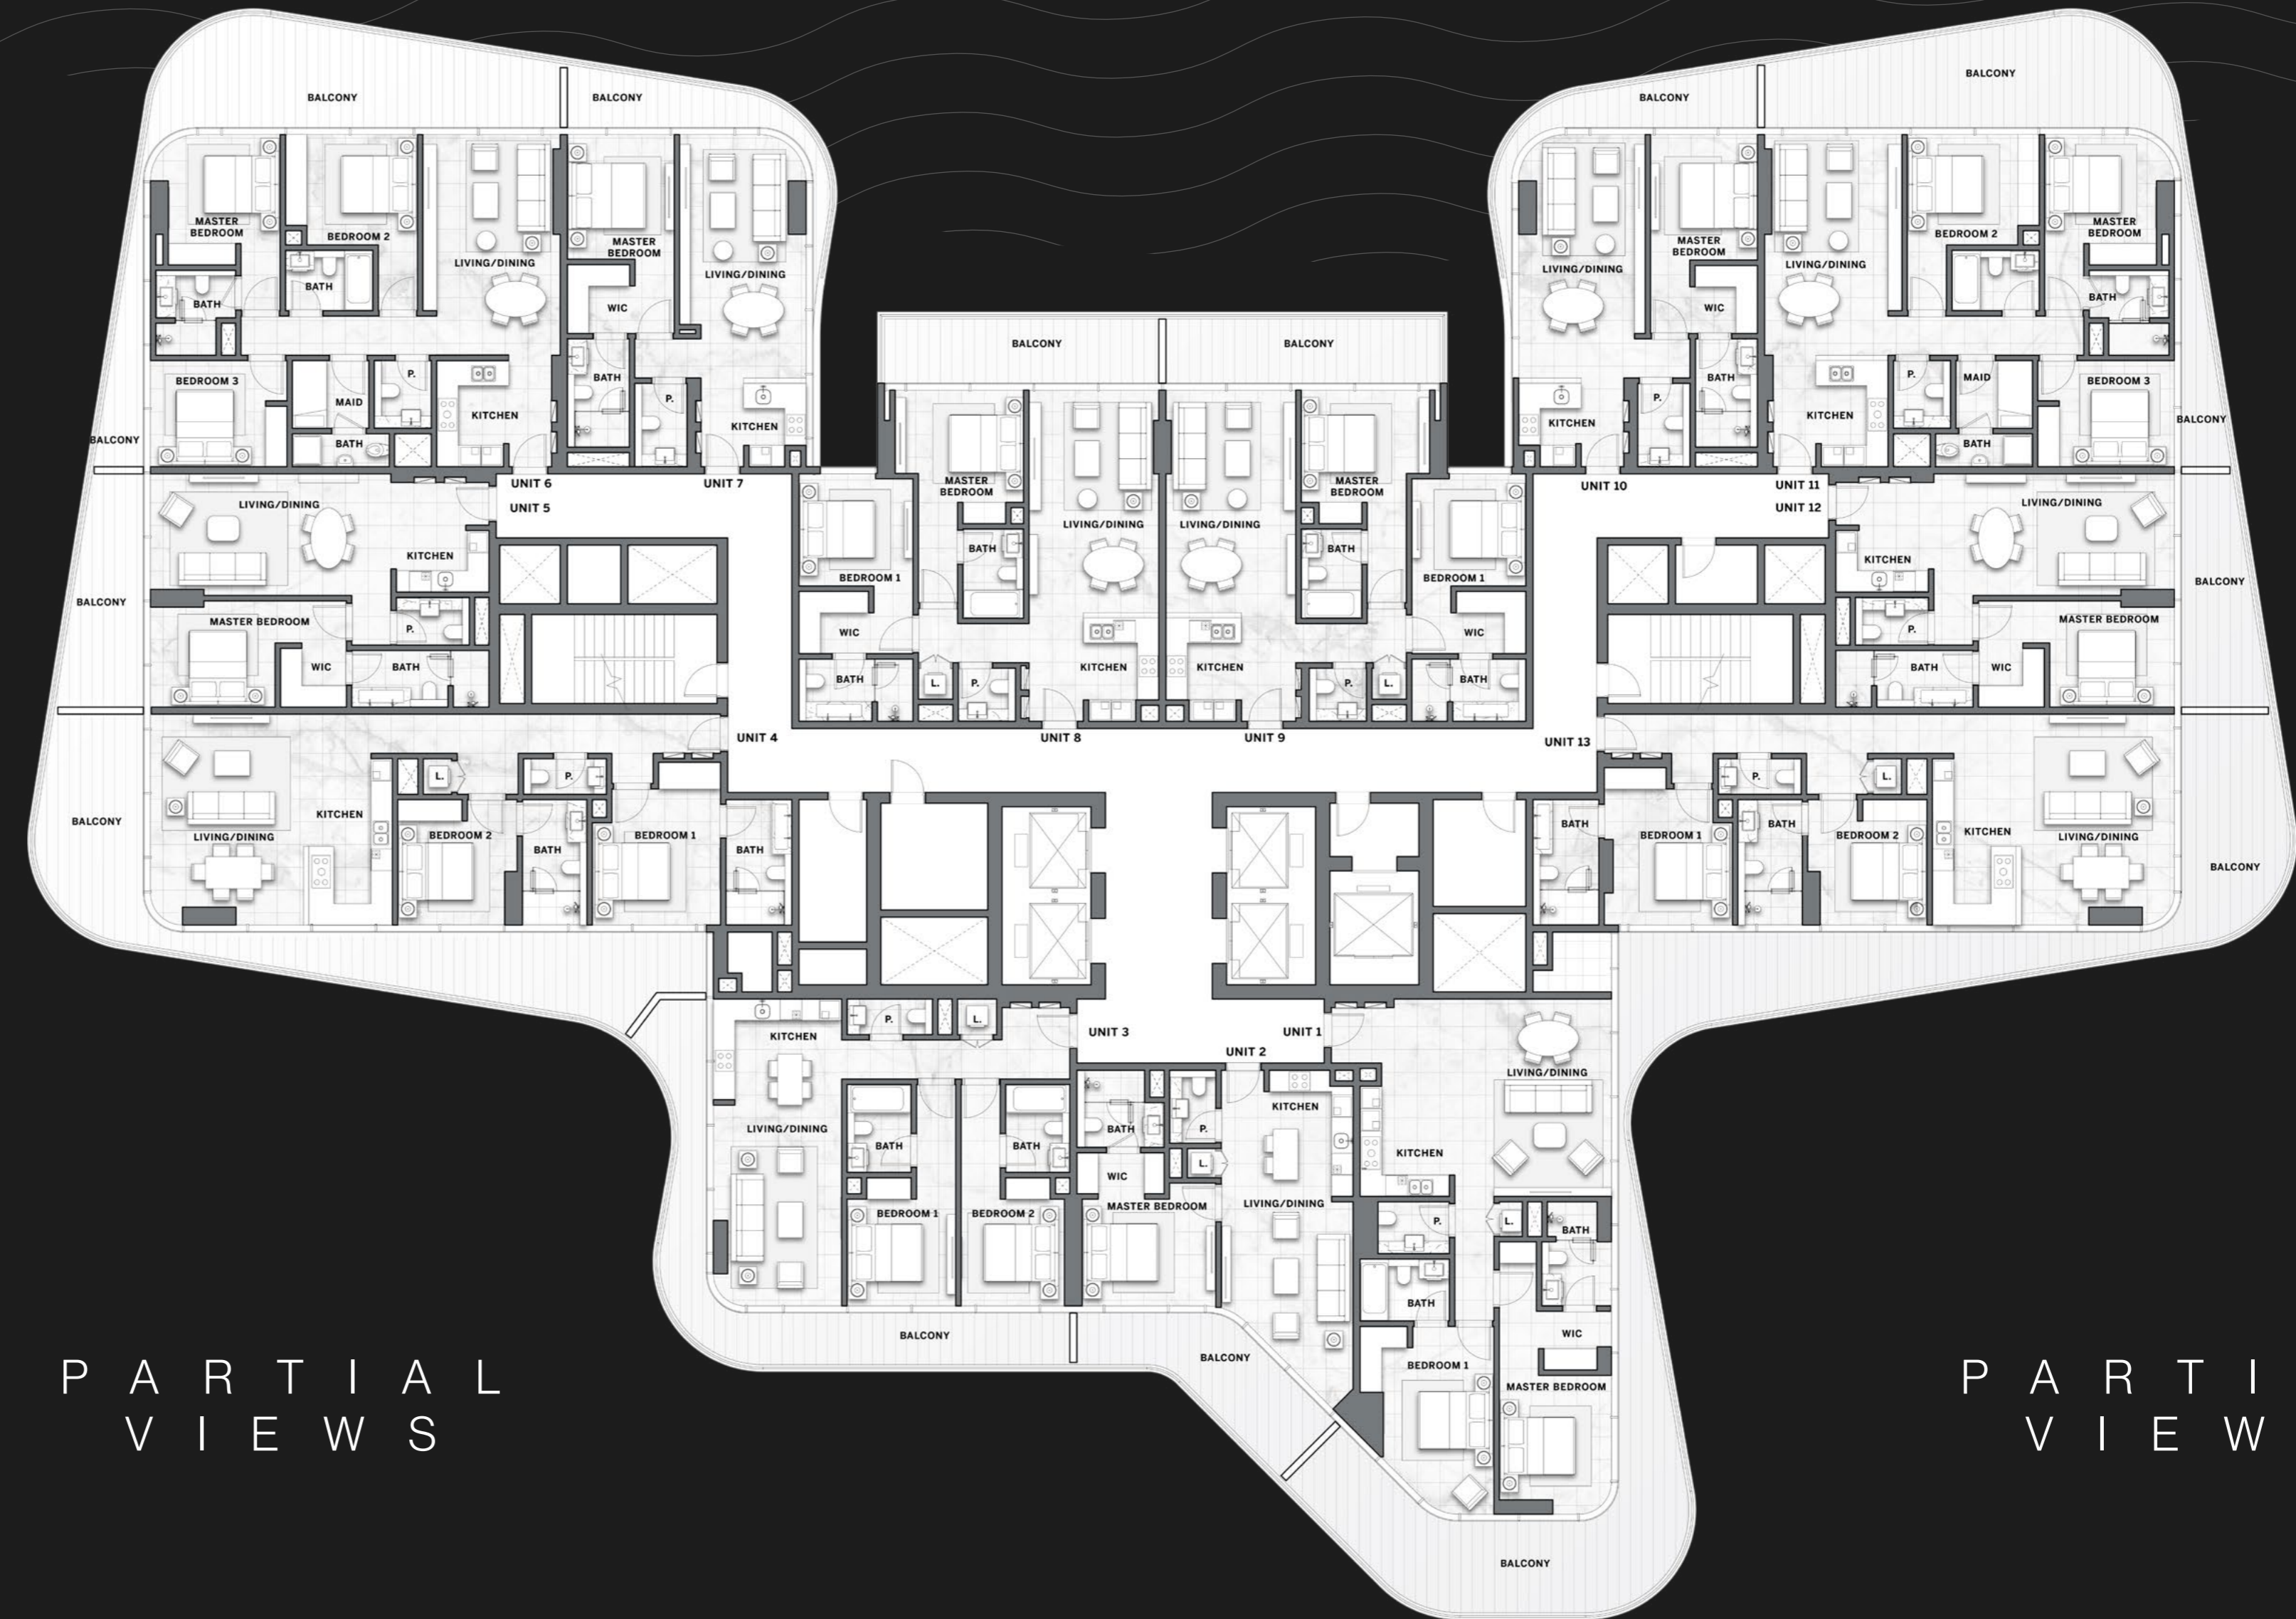 BALCONY
BALCONY
BALCONY
BALCONY
MASTER
BEDROOM
BEDROOM 2
LIVING/DINING
MASTER
BEDROOM
LIVING/DINING
BATH
BATH
WIC
BEDROOM 3
MAID
P.
KITCHEN
BATH
P.
KITCHEN
BATH
BALCONY
UNIT 6
UNIT 7
UNIT 5
LIVING/DINING
MASTER
BEDROOM
LIVING/DINING
MASTER
BEDROOM
BEDROOM 2
MASTER
BEDROOM
WIC
BATH
KITCHEN
P.
BATH
KITCHEN
P.
MAID
BATH
BEDROOM 3
BALCONY
UNIT 10
UNIT 11
UNIT 12
BALCONY
BALCONY
MASTER
BEDROOM
LIVING/DINING
LIVING/DINING
MASTER
BEDROOM
BATH
BATH
BEDROOM 1
BEDROOM 1
WIC
WIC
KITCHEN
KITCHEN
BATH
L.
P.
P.
L.
BATH
UNIT 8
UNIT 9
LIVING/DINING
KITCHEN
BALCONY
MASTER BEDROOM
P.
WIC
BATH
LIVING/DINING
KITCHEN
BALCONY
P.
MASTER BEDROOM
BATH
WIC
UNIT 4
UNIT 13
BALCONY
L.
P.
KITCHEN
LIVING/DINING
BEDROOM 2
BATH
BEDROOM 1
BATH
BATH
P.
L.
BEDROOM 1
BATH
BEDROOM 2
KITCHEN
LIVING/DINING
BALCONY
KITCHEN
P.
L.
UNIT 3
UNIT 1
UNIT 2
LIVING/DINING
BATH
BATH
BEDROOM 1
BEDROOM 2
BATH
P.
L.
WIC
MASTER BEDROOM
KITCHEN
LIVING/DINING
LIVING/DINING
KITCHEN
P.
L.
BATH
BATH
WIC
BEDROOM 1
MASTER BEDROOM
BALCONY
BALCONY
BALCONY
PARTIAL
VIEWS
PARTI
VIEW